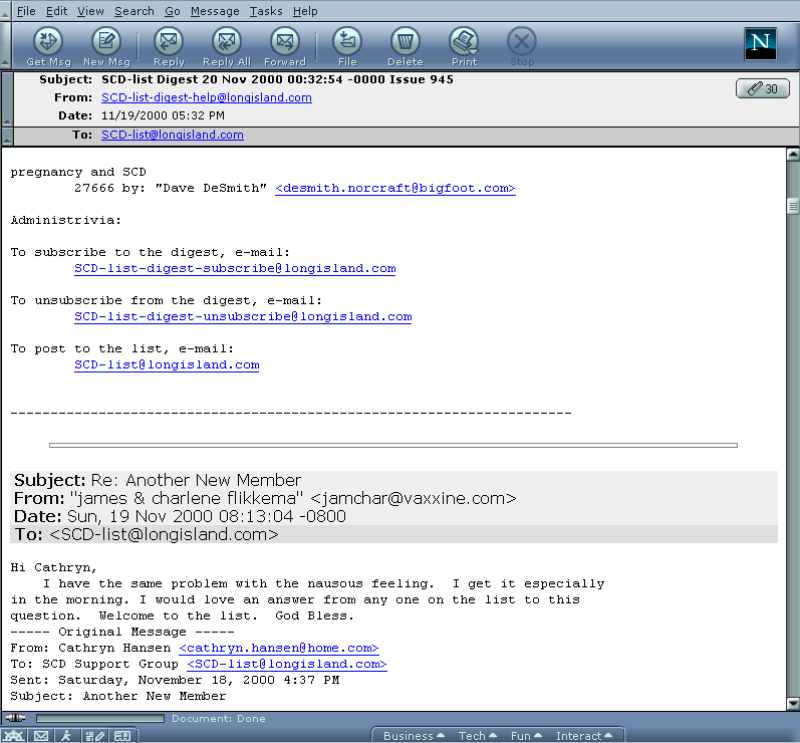 File Edit View Search Go Message Tasks Help
Get Msg New Msg Reply Reply All Forward File Delete Print Stop
N
Subject: SCD-list Digest 20 Nov 2000 00:32:54 -0000 Issue 945
From: SCD-list-digest-help@longisland.com
30
Date: 11/19/2000 05:32 PM
To: SCD-list@longisland.com
pregnancy and SCD
27666 by: "Dave DeSmith" <desmith.norcraft@bigfoot.com>
Administrivia:
To subscribe to the digest, e-mail:
SCD-list-digest-subscribe@longisland.com
To unsubscribe from the digest, e-mail:
SCD-list-digest-unsubscribe@longisland.com
To post to the list, e-mail:
SCD-list@longisland.com
----------------------------------------------------------------------
Subject: Re: Another New Member
From: "james & charlene flikkema" <jamchar@vaxxine.com>
Date: Sun, 19 Nov 2000 08:13:04 -0800
To: <SCD-list@longisland.com>
Hi Cathryn,
I have the same problem with the nausous feeling. I get it especially
in the morning. I would love an answer from any one on the list to this
question. Welcome to the list. God Bless.
----- Original Message -----
From: Cathryn Hansen <cathryn.hansen@home.com>
To: SCD Support Group <SCD-list@longisland.com>
Sent: Saturday, November 18, 2000 4:37 PM
Subject: Another New Member
Document: Done
Business Tech Fun Interact